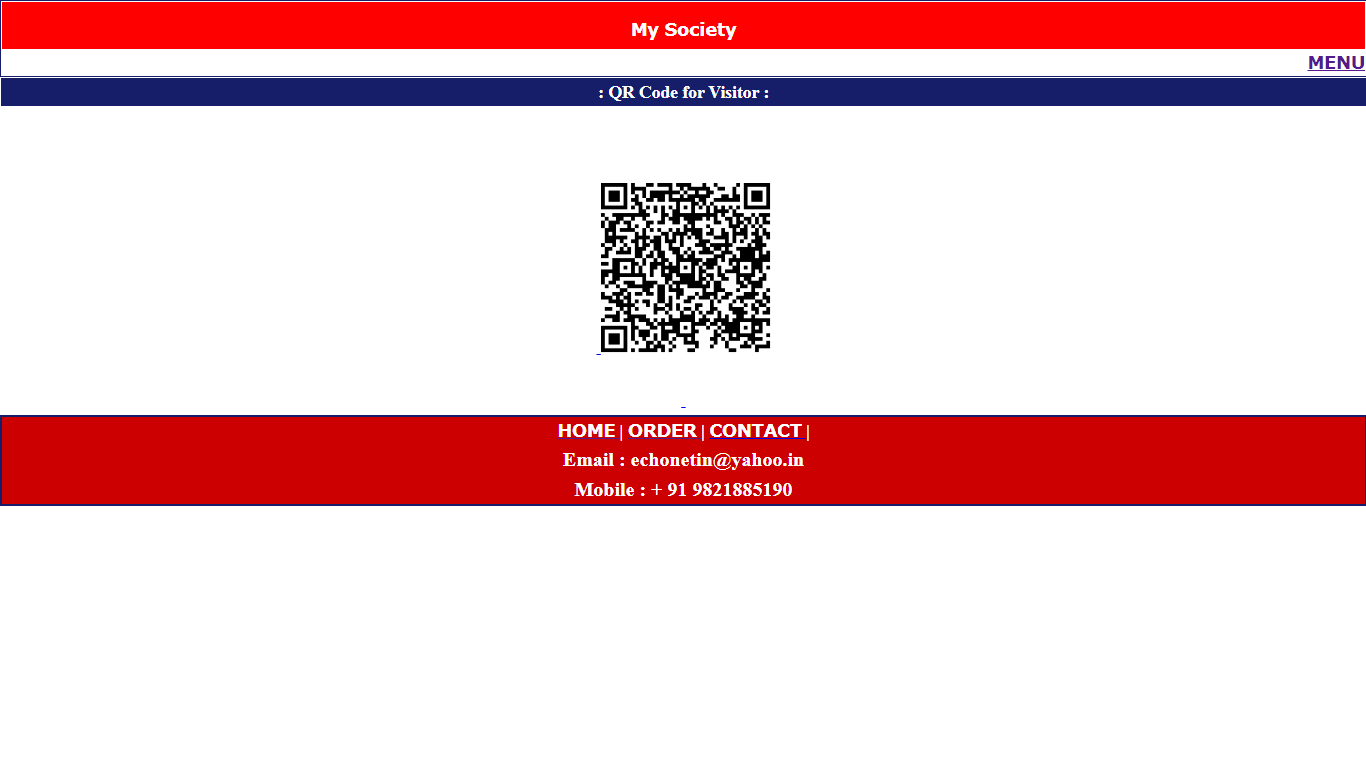 My Society
MENU
: QR Code for Visitor :
HOME | ORDER | CONTACT |
Email : echonetin@yahoo.in
Mobile : + 91 9821885190